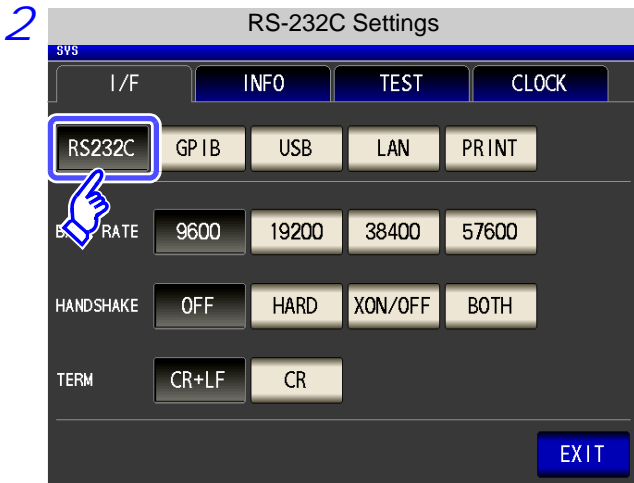 2 RS-232C Settings
SYS
I/F INFO TEST CLOCK
RS232C GPIB USB LAN PRINT
RATE 9600 19200 38400 57600
HANDSHAKE OFF HARD XON/OFF BOTH
TERM CR+LF CR
EXIT